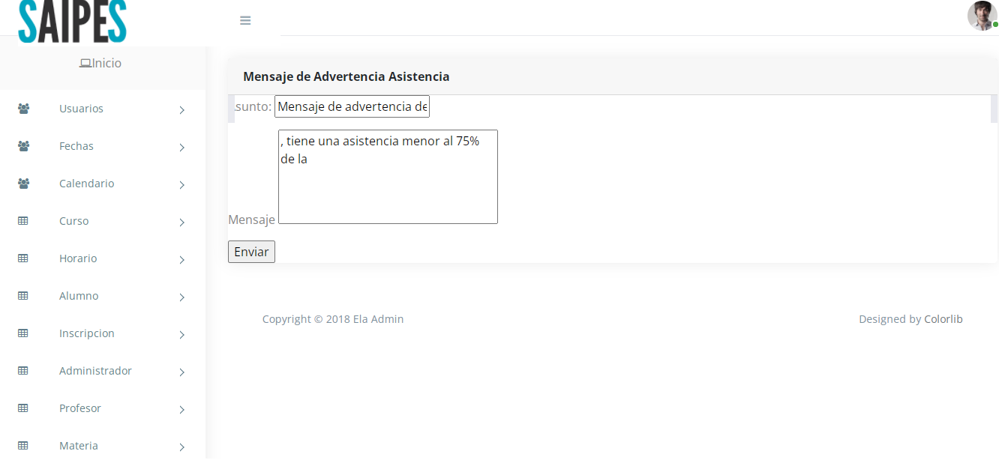 SAIPES
Inicio
Usuarios
Fechas
Calendario
Curso
Horario
Alumno
Inscripcion
Administrador
Profesor
Materia
Mensaje de Advertencia Asistencia
.sunto: Mensaje de advertencia de
, tiene una asistencia menor al 75%
de la
Mensaje
Enviar
Copyright © 2018 Ela Admin
Designed by Colorlib